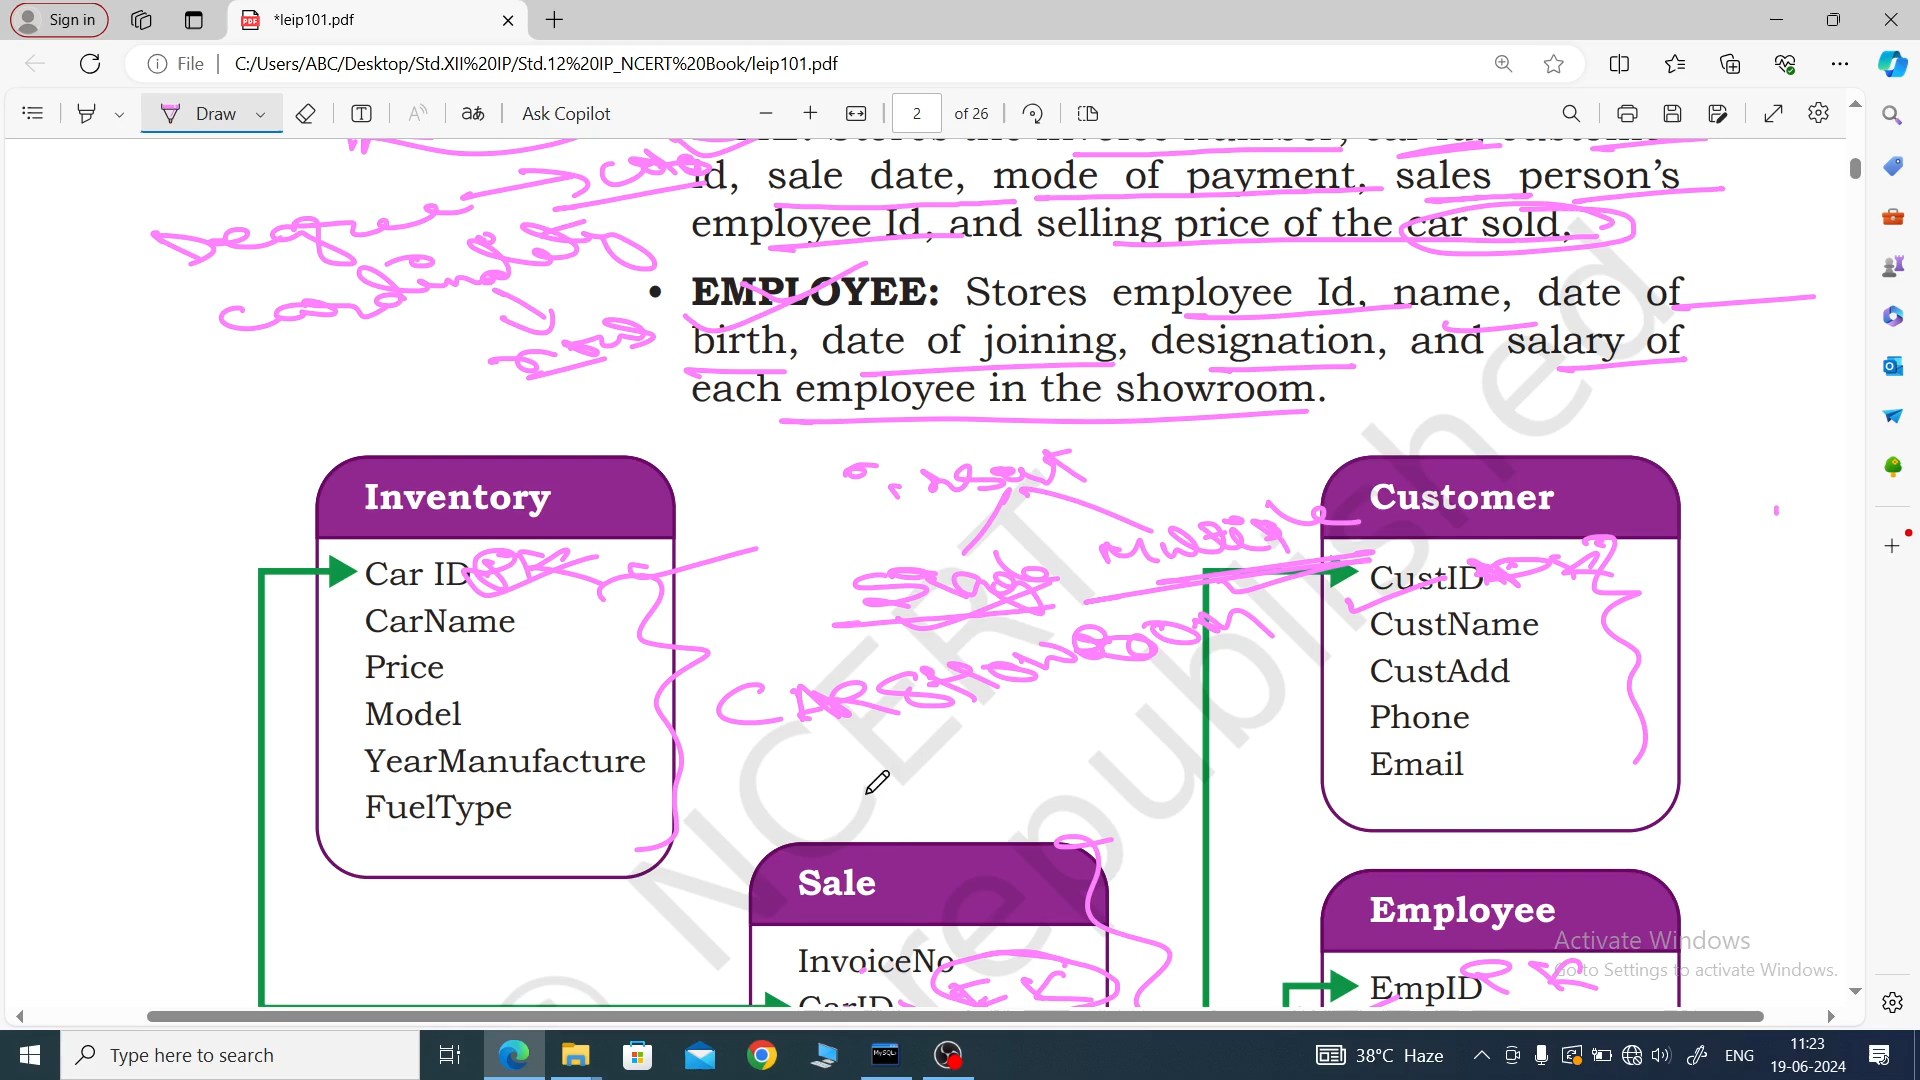 Sign in
*leip101.pdf
File
C:/Users/ABC/Desktop/Std.XII%20IP/Std.12%20IP_NCERT%20Book/leip101.pdf
Draw
Ask Copilot
2
of 26
Id, sale date, mode of payment, sales person's
employee Id, and selling price of the car sold.
• EMPLOYEE: Stores employee Id, name, date of
birth, date of joining, designation, and salary of
each employee in the showroom.
Inventory
Car ID
CarName
Price
Model
YearManufacture
FuelType
CARSHOWROOM
Customer
CustID
CustName
CustAdd
Phone
Email
Sale
InvoiceNo
CarID
Employee
EmpID
© NCERT
republished
Activate Windows
Go to Settings to activate Windows.
Type here to search
38°C Haze
ENG
11:23
19-06-2024